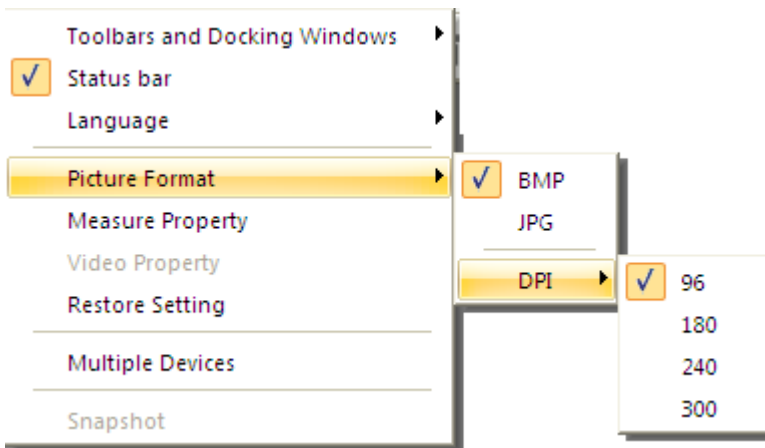 Toolbars and Docking Windows
Status bar
Language
Picture Format
Measure Property
Video Property
Restore Setting
Multiple Devices
Snapshot
BMP
JPG
DPI
96
180
240
300